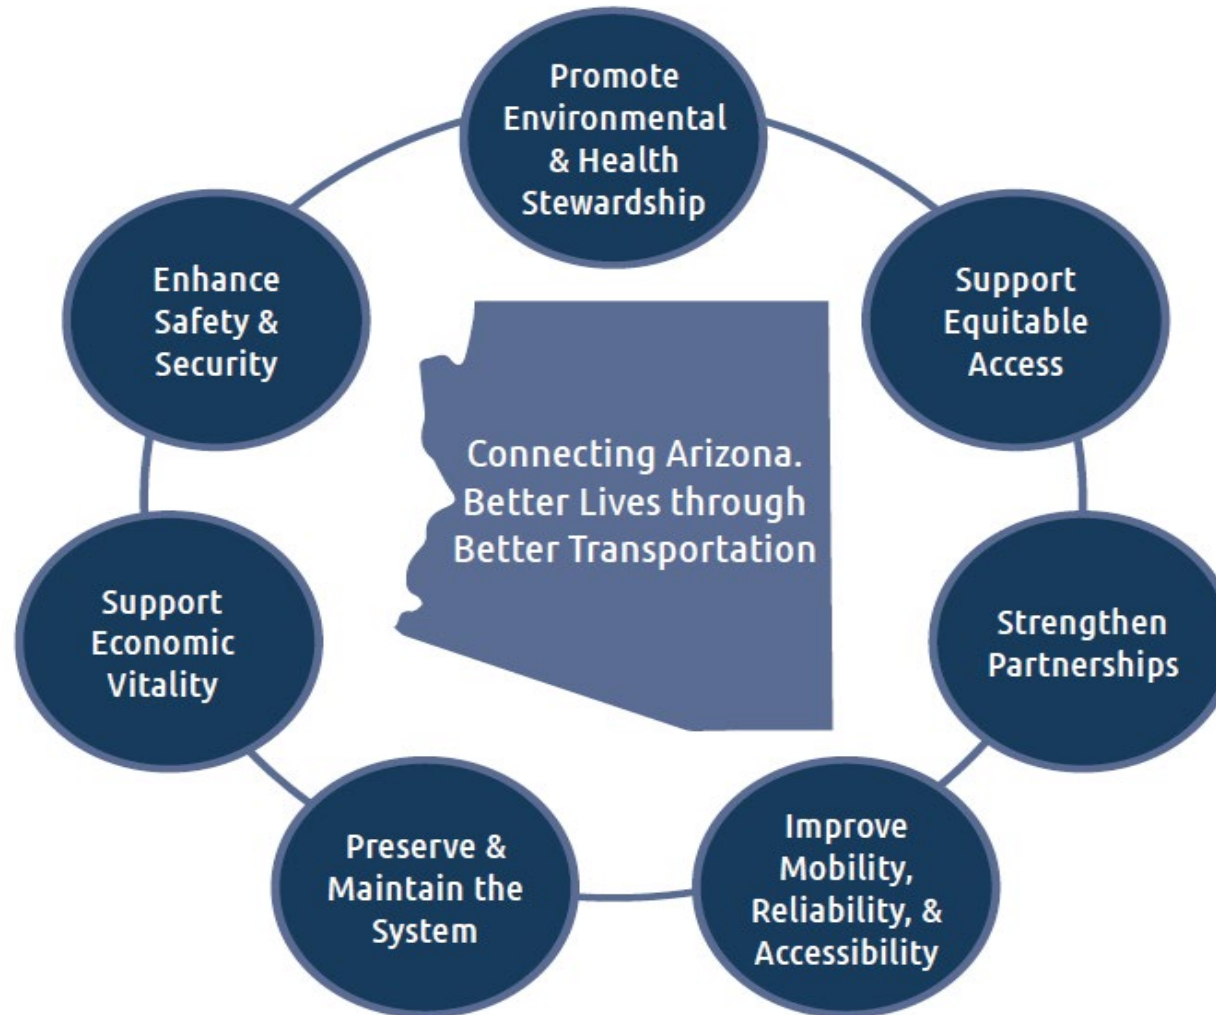 Promote
Environmental
& Health
Stewardship
Support
Equitable
Access
Strengthen
Partnerships
Improve
Mobility,
Reliability, &
Accessibility
Preserve &
Maintain the
System
Support
Economic
Vitality
Enhance
Safety &
Security
Connecting Arizona.
Better Lives through
Better Transportation